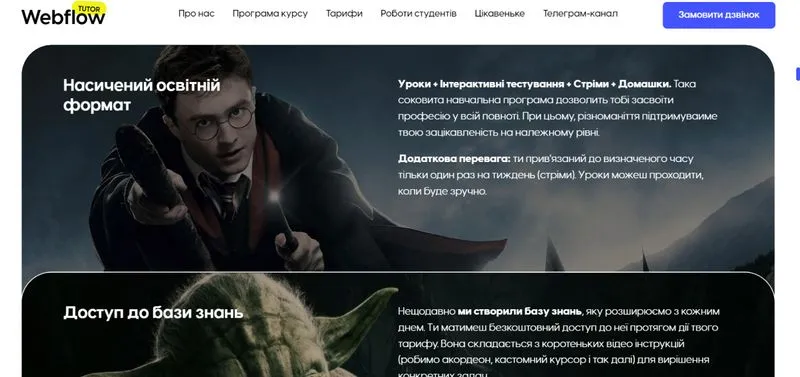 Webflow TUTOR
Про нас Програма курсу Тарифи Роботи студентів Цікавеньке Телеграм-канал Замовити дзвінок
Насичений освітній
формат
Уроки + Інтерактивні тестування + Стріми + Домашки. Така
соковита навчальна програма дозволить тобі засвоїти
професію у всій повноті. При цьому, різноманіття підтримуваиме
твою зацікавленість на належному рівні.
Додаткова перевага: ти прив'язаний до визначеного часу
тільки один раз на тиждень (стріми). Уроки можеш проходити,
коли буде зручно.
Доступ до бази знань
Нещодавно ми створили базу знань, яку розширюємо з кожним
днем. Ти матимеш безкоштовний доступ до неї протягом дії твого
тарифу. Вона складається з коротеньких відео інструкцій
(робимо акордеон, кастомний курсор і так далі) для вирішення
конкретних задач